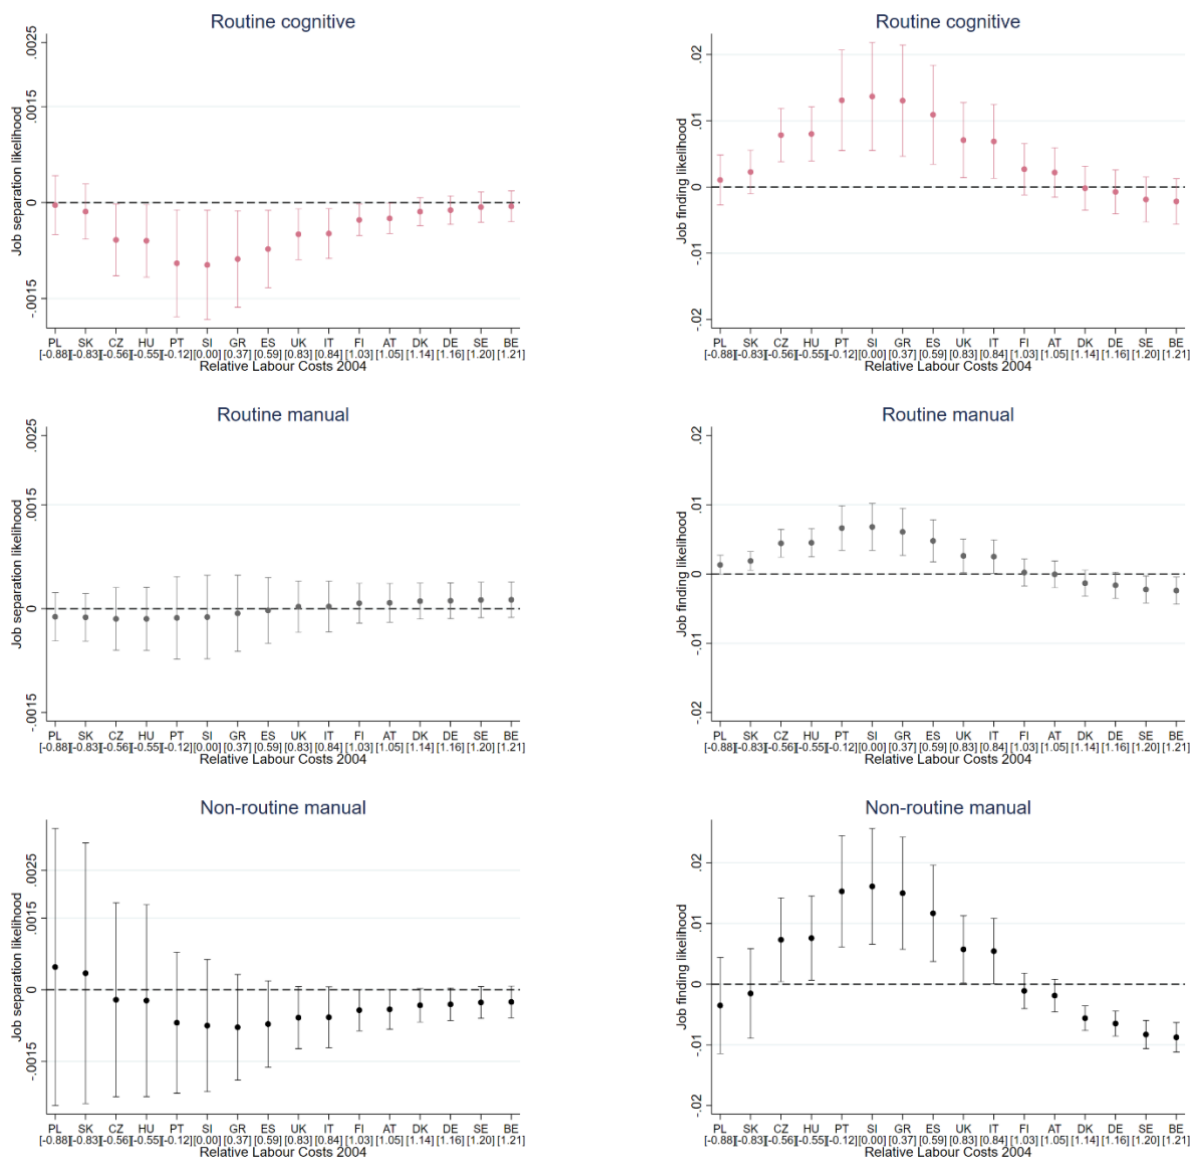 Routine cognitive
Job separation likelihood
.0025
.0015
0
-.0015
PL SK CZ HU PT SI GR ES UK IT FI AT DK DE SE BE
[-0.88][-0.83][-0.56][-0.55][-0.12] [0.00] [0.37] [0.59] [0.83] [0.84] [1.03] [1.05] [1.14] [1.16] [1.20] [1.21]
Relative Labour Costs 2004
Routine cognitive
Job finding likelihood
.02
.01
0
-.01
-.02
PL SK CZ HU PT SI GR ES UK IT FI AT DK DE SE BE
[-0.88][-0.83][-0.56][-0.55][-0.12] [0.00] [0.37] [0.59] [0.83] [0.84] [1.03] [1.05] [1.14] [1.16] [1.20] [1.21]
Relative Labour Costs 2004
Routine manual
Job separation likelihood
.0025
.0015
0
-.0015
PL SK CZ HU PT SI GR ES UK IT FI AT DK DE SE BE
[-0.88][-0.83][-0.56][-0.55][-0.12] [0.00] [0.37] [0.59] [0.83] [0.84] [1.03] [1.05] [1.14] [1.16] [1.20] [1.21]
Relative Labour Costs 2004
Routine manual
Job finding likelihood
.02
.01
0
-.01
-.02
PL SK CZ HU PT SI GR ES UK IT FI AT DK DE SE BE
[-0.88][-0.83][-0.56][-0.55][-0.12] [0.00] [0.37] [0.59] [0.83] [0.84] [1.03] [1.05] [1.14] [1.16] [1.20] [1.21]
Relative Labour Costs 2004
Non-routine manual
Job separation likelihood
.0025
.0015
0
-.0015
PL SK CZ HU PT SI GR ES UK IT FI AT DK DE SE BE
[-0.88][-0.83][-0.56][-0.55][-0.12] [0.00] [0.37] [0.59] [0.83] [0.84] [1.03] [1.05] [1.14] [1.16] [1.20] [1.21]
Relative Labour Costs 2004
Non-routine manual
Job finding likelihood
.02
.01
0
-.01
-.02
PL SK CZ HU PT SI GR ES UK IT FI AT DK DE SE BE
[-0.88][-0.83][-0.56][-0.55][-0.12] [0.00] [0.37] [0.59] [0.83] [0.84] [1.03] [1.05] [1.14] [1.16] [1.20] [1.21]
Relative Labour Costs 2004